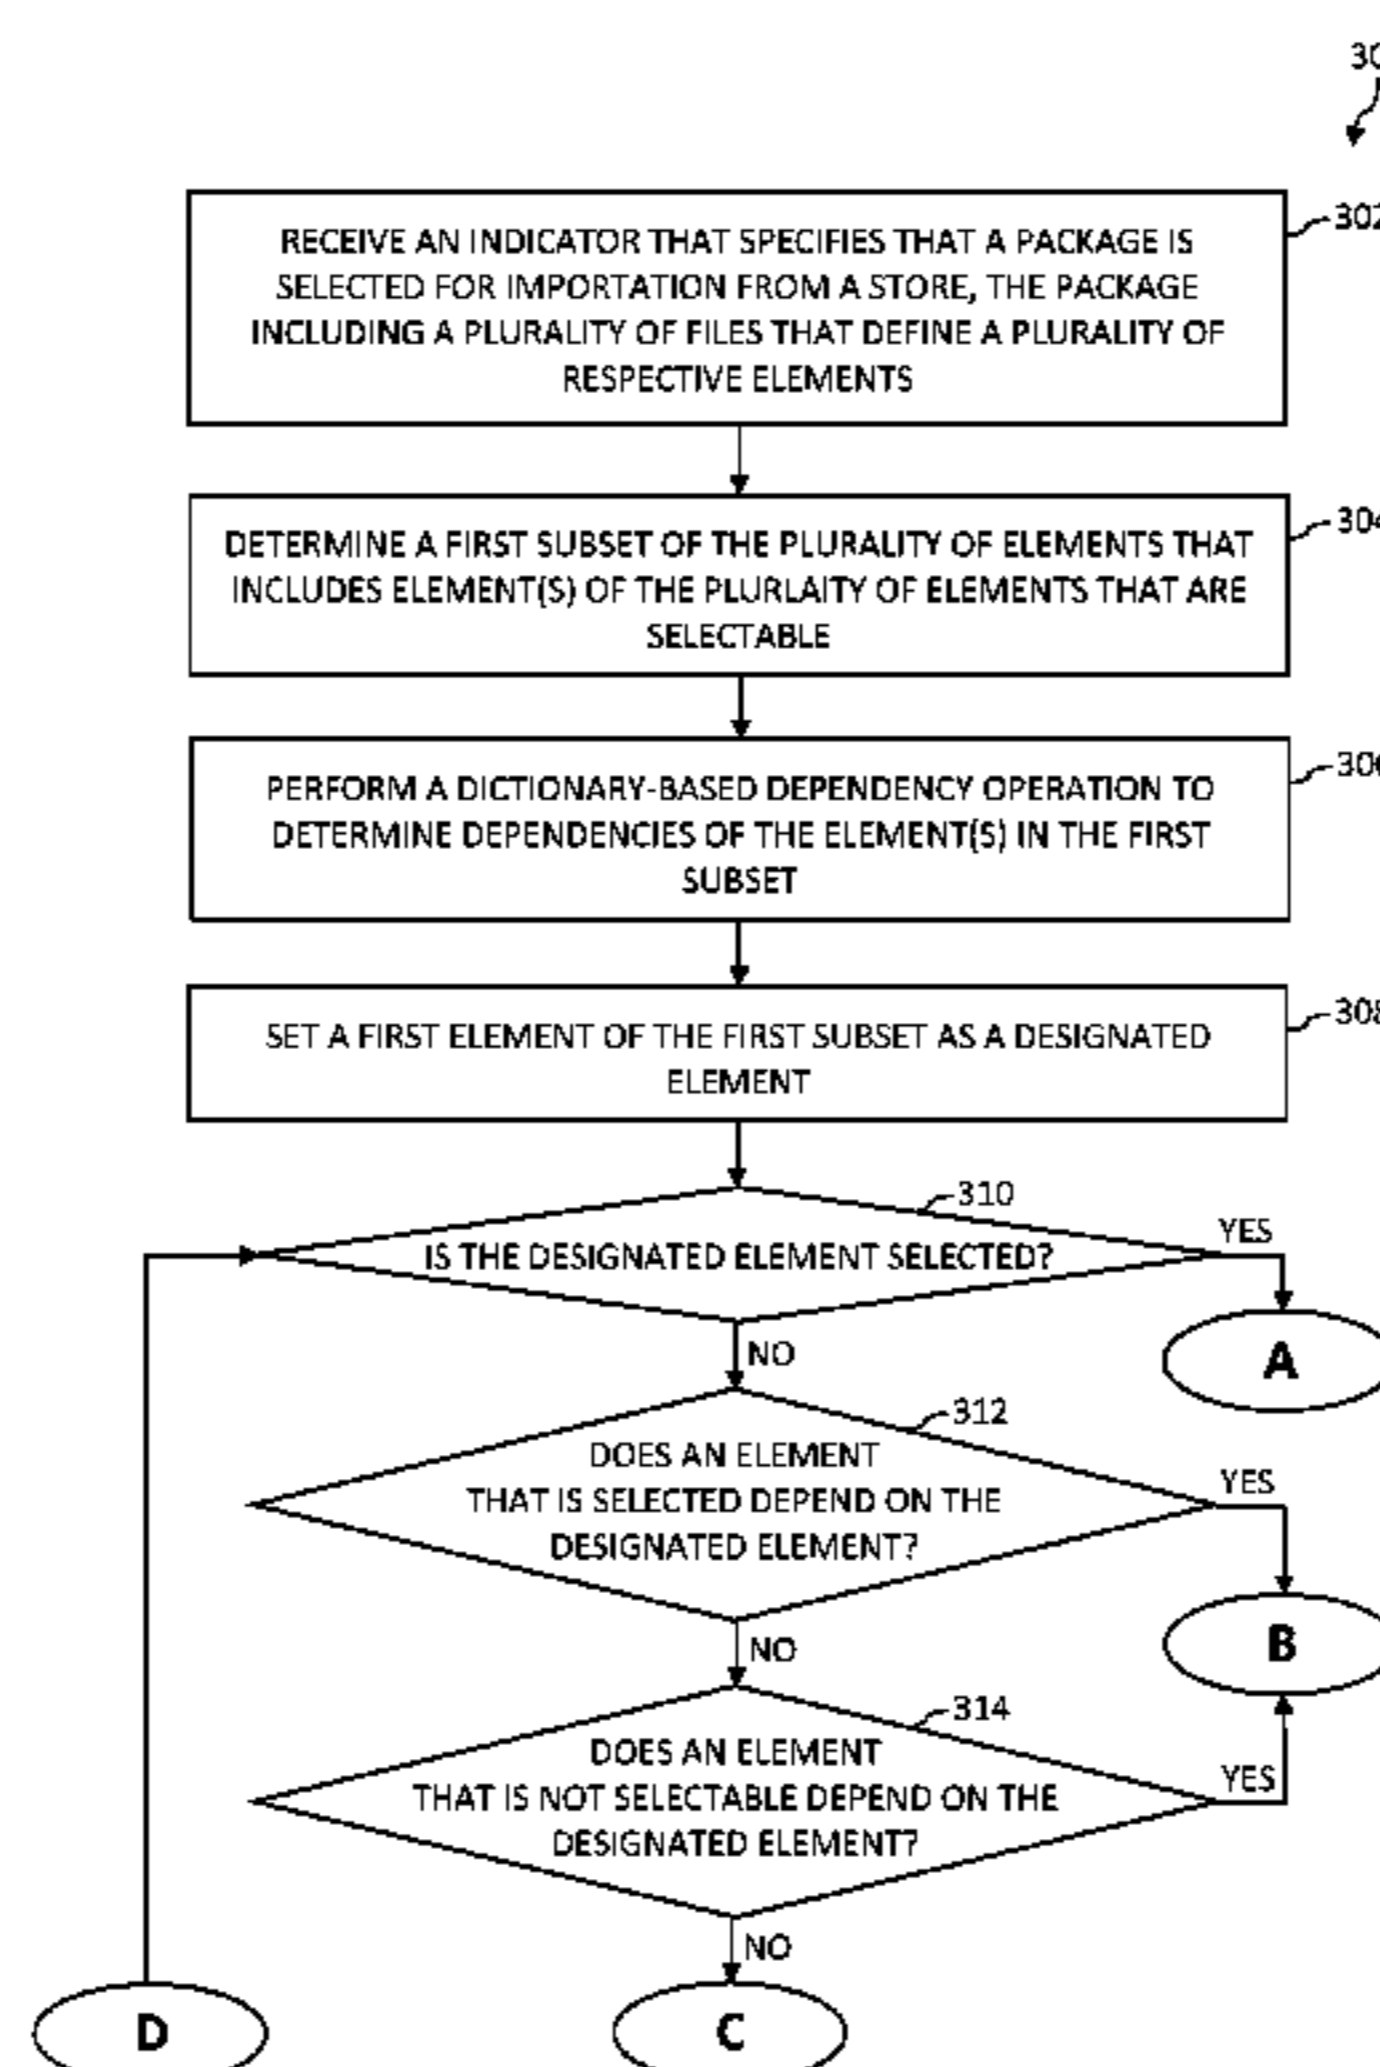 30
RECEIVE AN INDICATOR THAT SPECIFIES THAT A PACKAGE IS
302
SELECTED FOR IMPORTATION FROM A STORE, THE PACKAGE
INCLUDING A PLURALITY OF FILES THAT DEFINE A PLURALITY OF
RESPECTIVE ELEMENTS
304
DETERMINE A FIRST SUBSET OF THE PLURALITY OF ELEMENTS THAT
INCLUDES ELEMENT(S) OF THE PLURLAITY OF ELEMENTS THAT ARE
SELECTABLE
306
PERFORM A DICTIONARY-BASED DEPENDENCY OPERATION TO
DETERMINE DEPENDENCIES OF THE ELEMENT(S) IN THE FIRST
SUBSET
308
SET A FIRST ELEMENT OF THE FIRST SUBSET AS A DESIGNATED
ELEMENT
310
YES
IS THE DESIGNATED ELEMENT SELECTED?
NO
A
312
DOES AN ELEMENT
THAT IS SELECTED DEPEND ON THE
DESIGNATED ELEMENT?
YES
NO
B
314
DOES AN ELEMENT
THAT IS NOT SELECTABLE DEPEND ON THE
DESIGNATED ELEMENT?
YES
NO
D
C